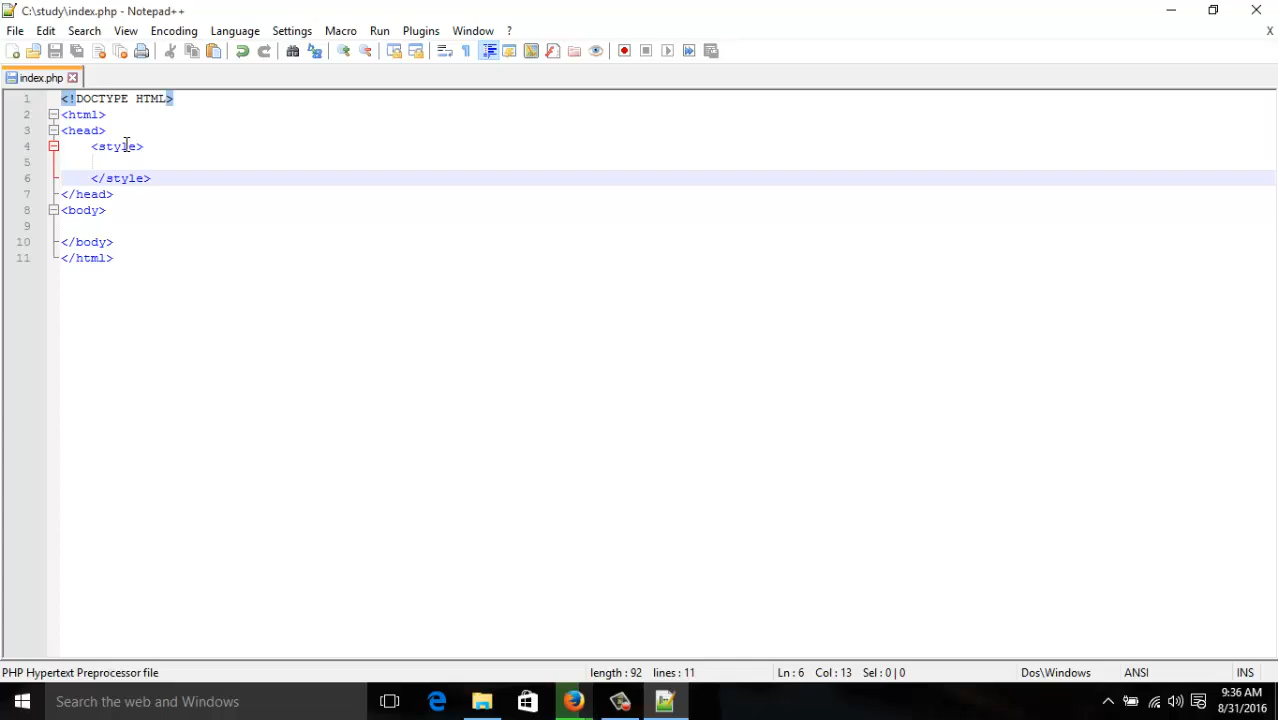 C:\study\index.php - Notepad++
File Edit Search View Encoding Language Settings Macro Run Plugins Window ? X
index.php
1 <!DOCTYPE HTML>
2 <html>
3 <head>
4 <style>
5
6 </style>
7 </head>
8 <body>
9
10 </body>
11 </html>
PHP Hypertext Preprocessor file length : 92 lines : 11 Ln : 6 Col : 13 Sel : 0 | 0 Dos\Windows ANSI INS
Search the web and Windows
9:36 AM
8/31/2016